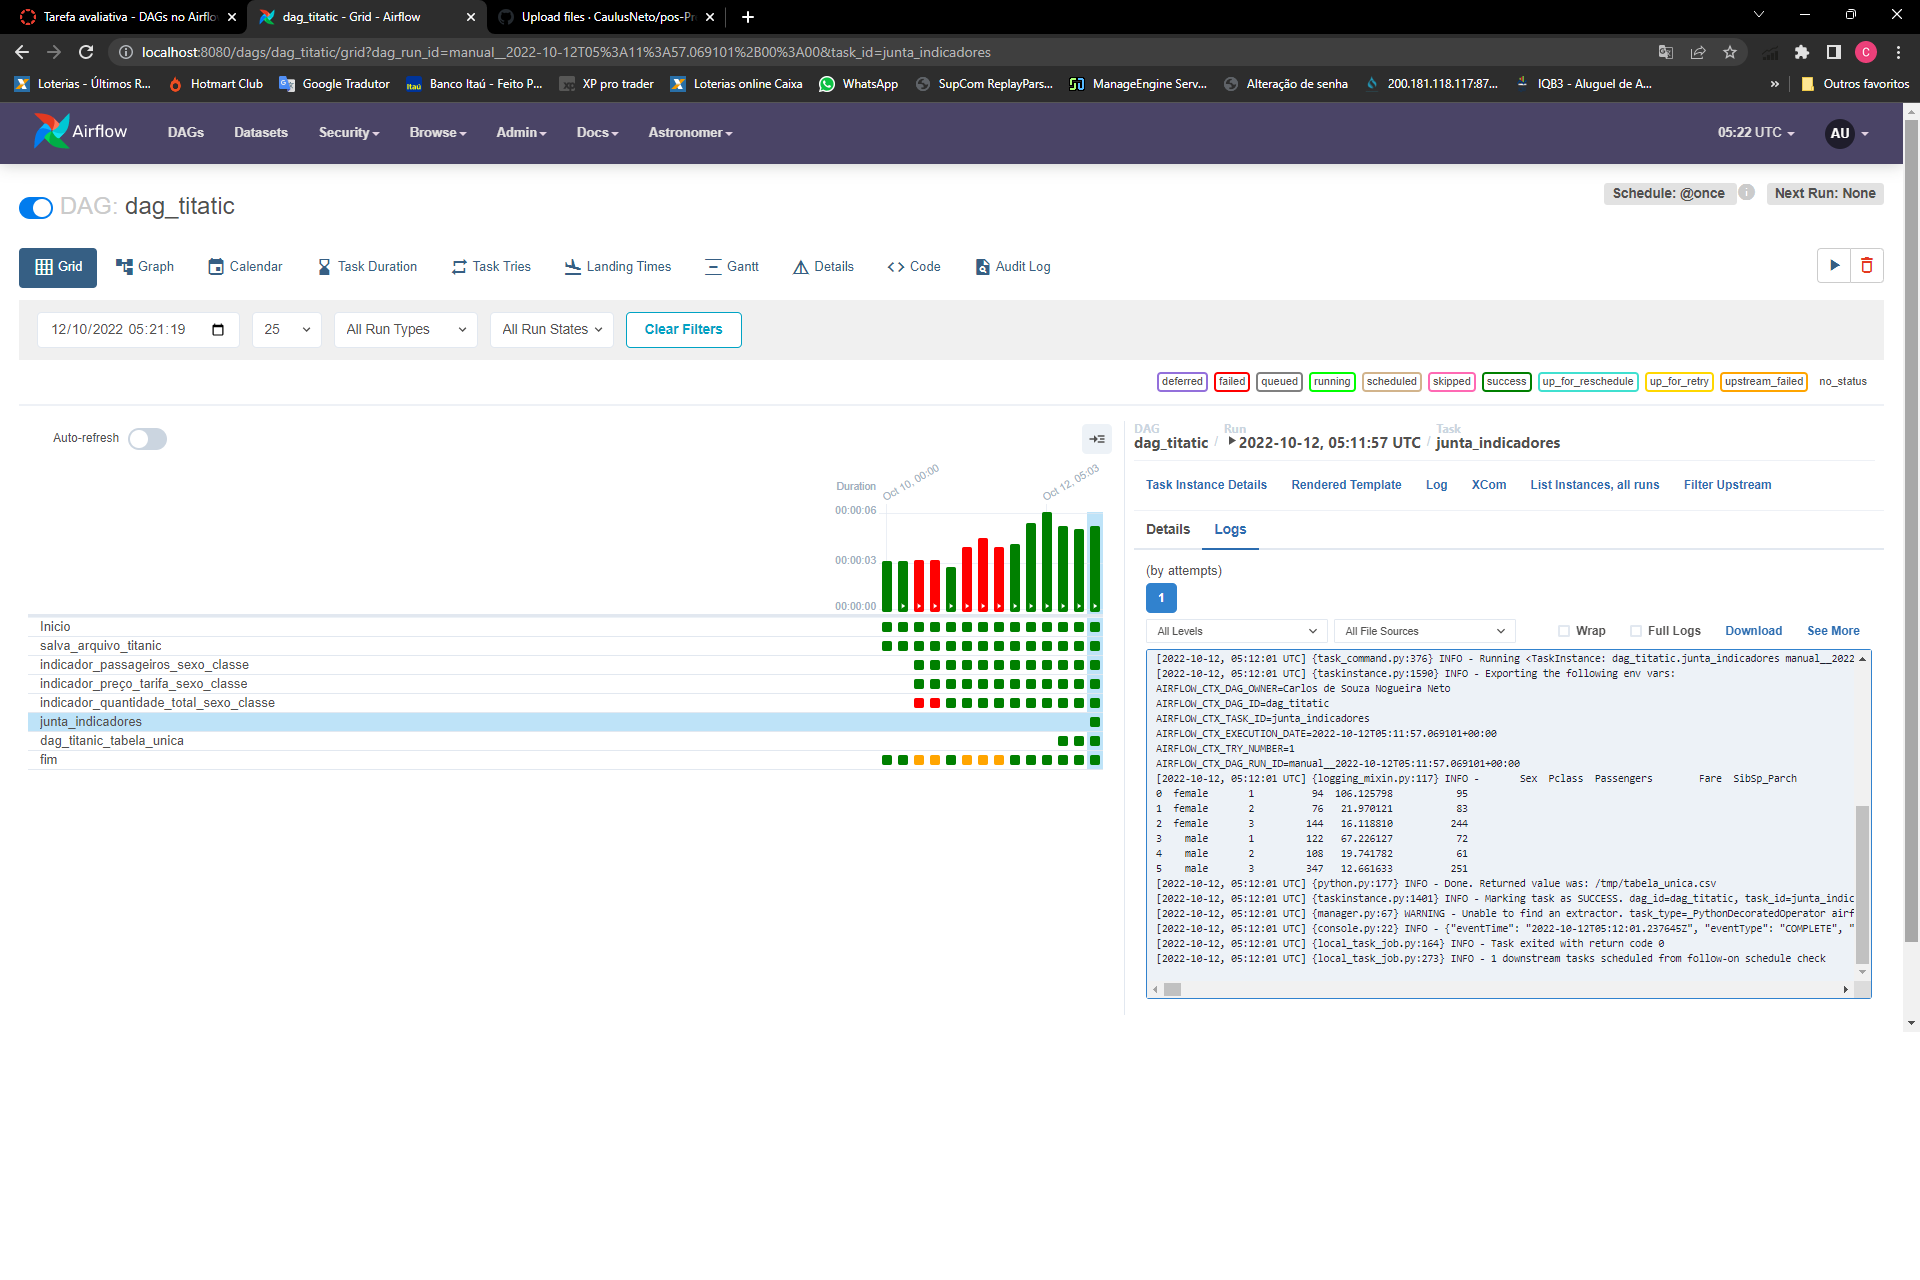 Tarefa avaliativa - DAGs no Airflo
dag_titatic - Grid - Airflow
Upload files · CaulusNeto/pos-Pr
localhost:8080/dags/dag_titatic/grid?dag_run_id=manual__2022-10-12T05%3A11%3A57.069101%2B00%3A00&task_id=junta_indicadores
C
Loterias - Últimos R...
Hotmart Club
Google Tradutor
Banco Itaú - Feito P...
XP pro trader
Loterias online Caixa
WhatsApp
SupCom ReplayPars...
ManageEngine Serv...
Alteração de senha
200.181.118.117:87...
IQB3 - Aluguel de A...
»
Outros favoritos
Airflow
DAGs
Datasets
Security
Browse
Admin
Docs
Astronomer
05:22 UTC
AU
DAG: dag_titatic
Schedule: @once
Next Run: None
Grid
Graph
Calendar
Task Duration
Task Tries
Landing Times
Gantt
Details
Code
Audit Log
12/10/2022 05:21:19
25
All Run Types
All Run States
Clear Filters
deferred
failed
queued
running
scheduled
skipped
success
up_for_reschedule
up_for_retry
upstream_failed
no_status
Auto-refresh
Duration
Oct 10, 00:00
Oct 12, 05:03
00:00:06
00:00:03
00:00:00
Inicio
salva_arquivo_titanic
indicador_passageiros_sexo_classe
indicador_preço_tarifa_sexo_classe
indicador_quantidade_total_sexo_classe
junta_indicadores
dag_titanic_tabela_unica
fim
DAG
dag_titatic
/
Run
2022-10-12, 05:11:57 UTC
/
Task
junta_indicadores
Task Instance Details
Rendered Template
Log
XCom
List Instances, all runs
Filter Upstream
Details
Logs
(by attempts)
1
All Levels
All File Sources
Wrap
Full Logs
Download
See More
[2022-10-12, 05:12:01 UTC] {task_command.py:376} INFO - Running <TaskInstance: dag_titatic.junta_indicadores manual__2022
[2022-10-12, 05:12:01 UTC] {taskinstance.py:1590} INFO - Exporting the following env vars:
AIRFLOW_CTX_DAG_OWNER=Carlos de Souza Nogueira Neto
AIRFLOW_CTX_DAG_ID=dag_titatic
AIRFLOW_CTX_TASK_ID=junta_indicadores
AIRFLOW_CTX_EXECUTION_DATE=2022-10-12T05:11:57.069101+00:00
AIRFLOW_CTX_TRY_NUMBER=1
AIRFLOW_CTX_DAG_RUN_ID=manual__2022-10-12T05:11:57.069101+00:00
[2022-10-12, 05:12:01 UTC] {logging_mixin.py:117} INFO -       Sex  Pclass  Passengers       Fare  SibSp_Parch
0  female      1        94  106.125798          95
1  female      2        76   21.970121          83
2  female      3       144   16.118810         244
3    male      1       122   67.226127          72
4    male      2       108   19.741782          61
5    male      3       347   12.661633         251
[2022-10-12, 05:12:01 UTC] {python.py:177} INFO - Done. Returned value was: /tmp/tabela_unica.csv
[2022-10-12, 05:12:01 UTC] {taskinstance.py:1401} INFO - Marking task as SUCCESS. dag_id=dag_titatic, task_id=junta_indic
[2022-10-12, 05:12:01 UTC] {manager.py:67} WARNING - Unable to find an extractor. task_type=_PythonDecoratedOperator airf
[2022-10-12, 05:12:01 UTC] {console.py:22} INFO - {"eventTime": "2022-10-12T05:12:01.237645Z", "eventType": "COMPLETE", "
[2022-10-12, 05:12:01 UTC] {local_task_job.py:164} INFO - Task exited with return code 0
[2022-10-12, 05:12:01 UTC] {local_task_job.py:273} INFO - 1 downstream tasks scheduled from follow-on schedule check